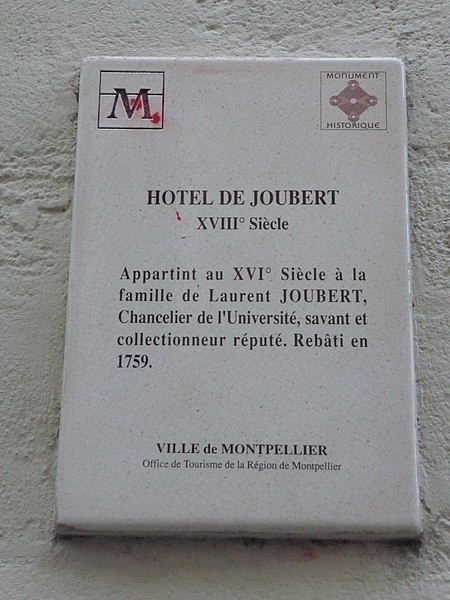 M
MONUMENT
HISTORIQUE
HOTEL DE JOUBERT
XVIII° Siècle
Appartint au XVI° Siècle à la
famille de Laurent JOUBERT,
Chancelier de l'Université, savant et
collectionneur réputé. Rebâti en
1759.
VILLE de MONTPELLIER
Office de Tourisme de la Région de Montpellier